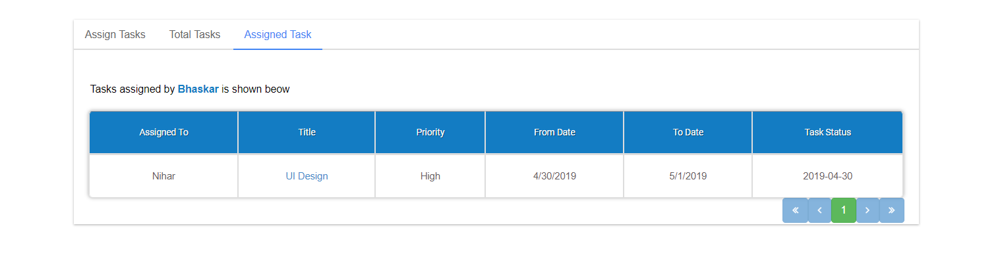 Assign Tasks Total Tasks Assigned Task
Tasks assigned by Bhaskar is shown beow
Assigned To Title Priority From Date To Date Task Status
Nihar UI Design High 4/30/2019 5/1/2019 2019-04-30
« ‹ 1 › »